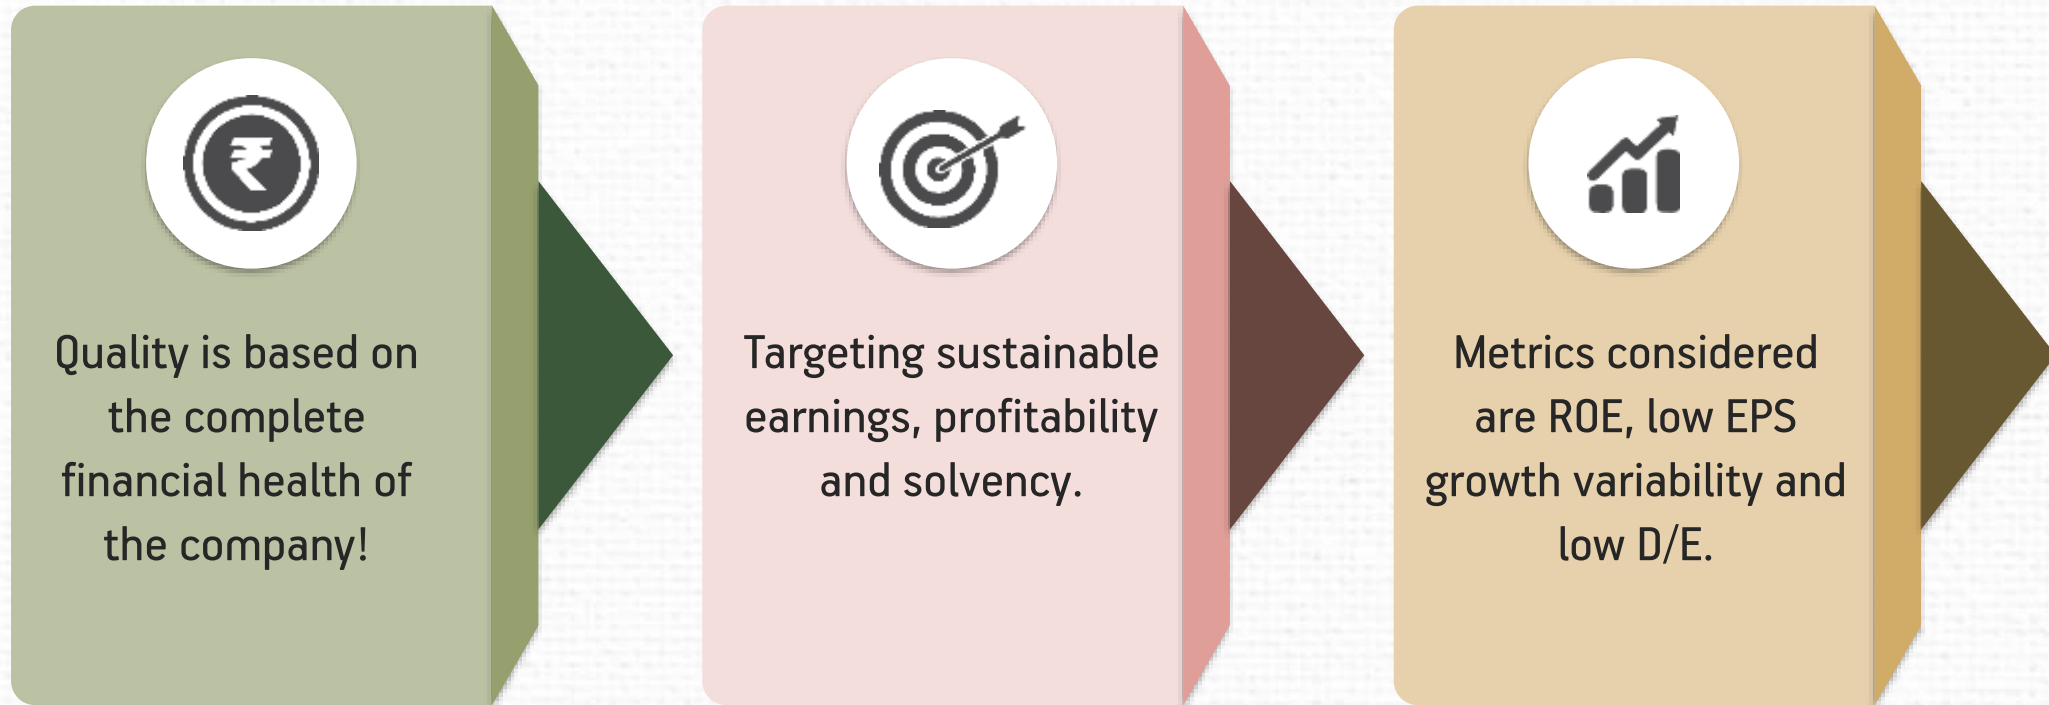 ₹
Quality is based on
the complete
financial health of
the company!
Targeting sustainable
earnings, profitability
and solvency.
Metrics considered
are ROE, low EPS
growth variability and
low D/E.